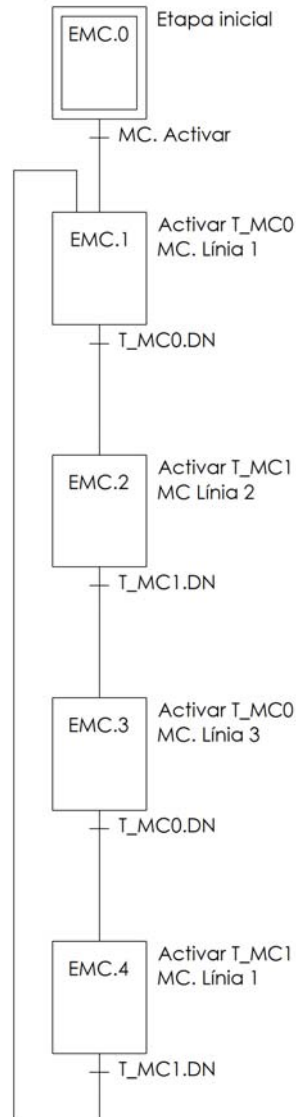 EMC.0
Etapa inicial
MC. Activar
EMC.1
Activar T_MC0
MC. Línia 1
T_MC0.DN
EMC.2
Activar T_MC1
MC Línia 2
T_MC1.DN
EMC.3
Activar T_MC0
MC. Línia 3
T_MC0.DN
EMC.4
Activar T_MC1
MC. Línia 1
T_MC1.DN